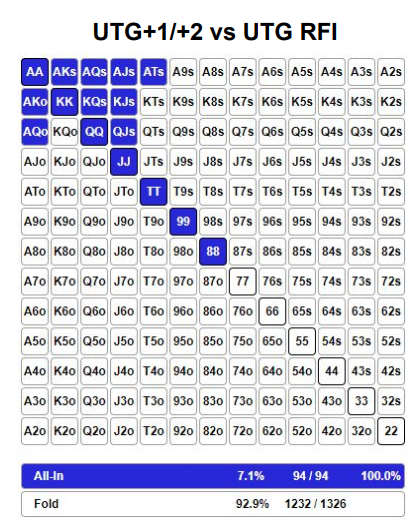 UTG+1/+2 vs UTG RFI
AA AKs AQs AJs ATs A9s A8s A7s A6s A5s A4s A3s A2s
AKo KK KQs KJs KTs K9s K8s K7s K6s K5s K4s K3s K2s
AQo KQo QQ QJs QTs Q9s Q8s Q7s Q6s Q5s Q4s Q3s Q2s
AJo KJo QJo JJ JTs J9s J8s J7s J6s J5s J4s J3s J2s
ATo KTo QTo JTo TT T9s T8s T7s T6s T5s T4s T3s T2s
A9o K9o Q9o J9o T9o 99 98s 97s 96s 95s 94s 93s 92s
A8o K8o Q8o J8o T8o 98o 88 87s 86s 85s 84s 83s 82s
A7o K7o Q7o J7o T7o 97o 87o 77 76s 75s 74s 73s 72s
A6o K6o Q6o J6o T6o 96o 86o 76o 66 65s 64s 63s 62s
A5o K5o Q5o J5o T5o 95o 85o 75o 65o 55 54s 53s 52s
A4o K4o Q4o J4o T4o 94o 84o 74o 64o 54o 44 43s 42s
A3o K3o Q3o J3o T3o 93o 83o 73o 63o 53o 43o 33 32s
A2o K2o Q2o J2o T2o 92o 82o 72o 62o 52o 42o 32o 22
All-In 7.1% 94 / 94 100.0%
Fold 92.9% 1232 / 1326